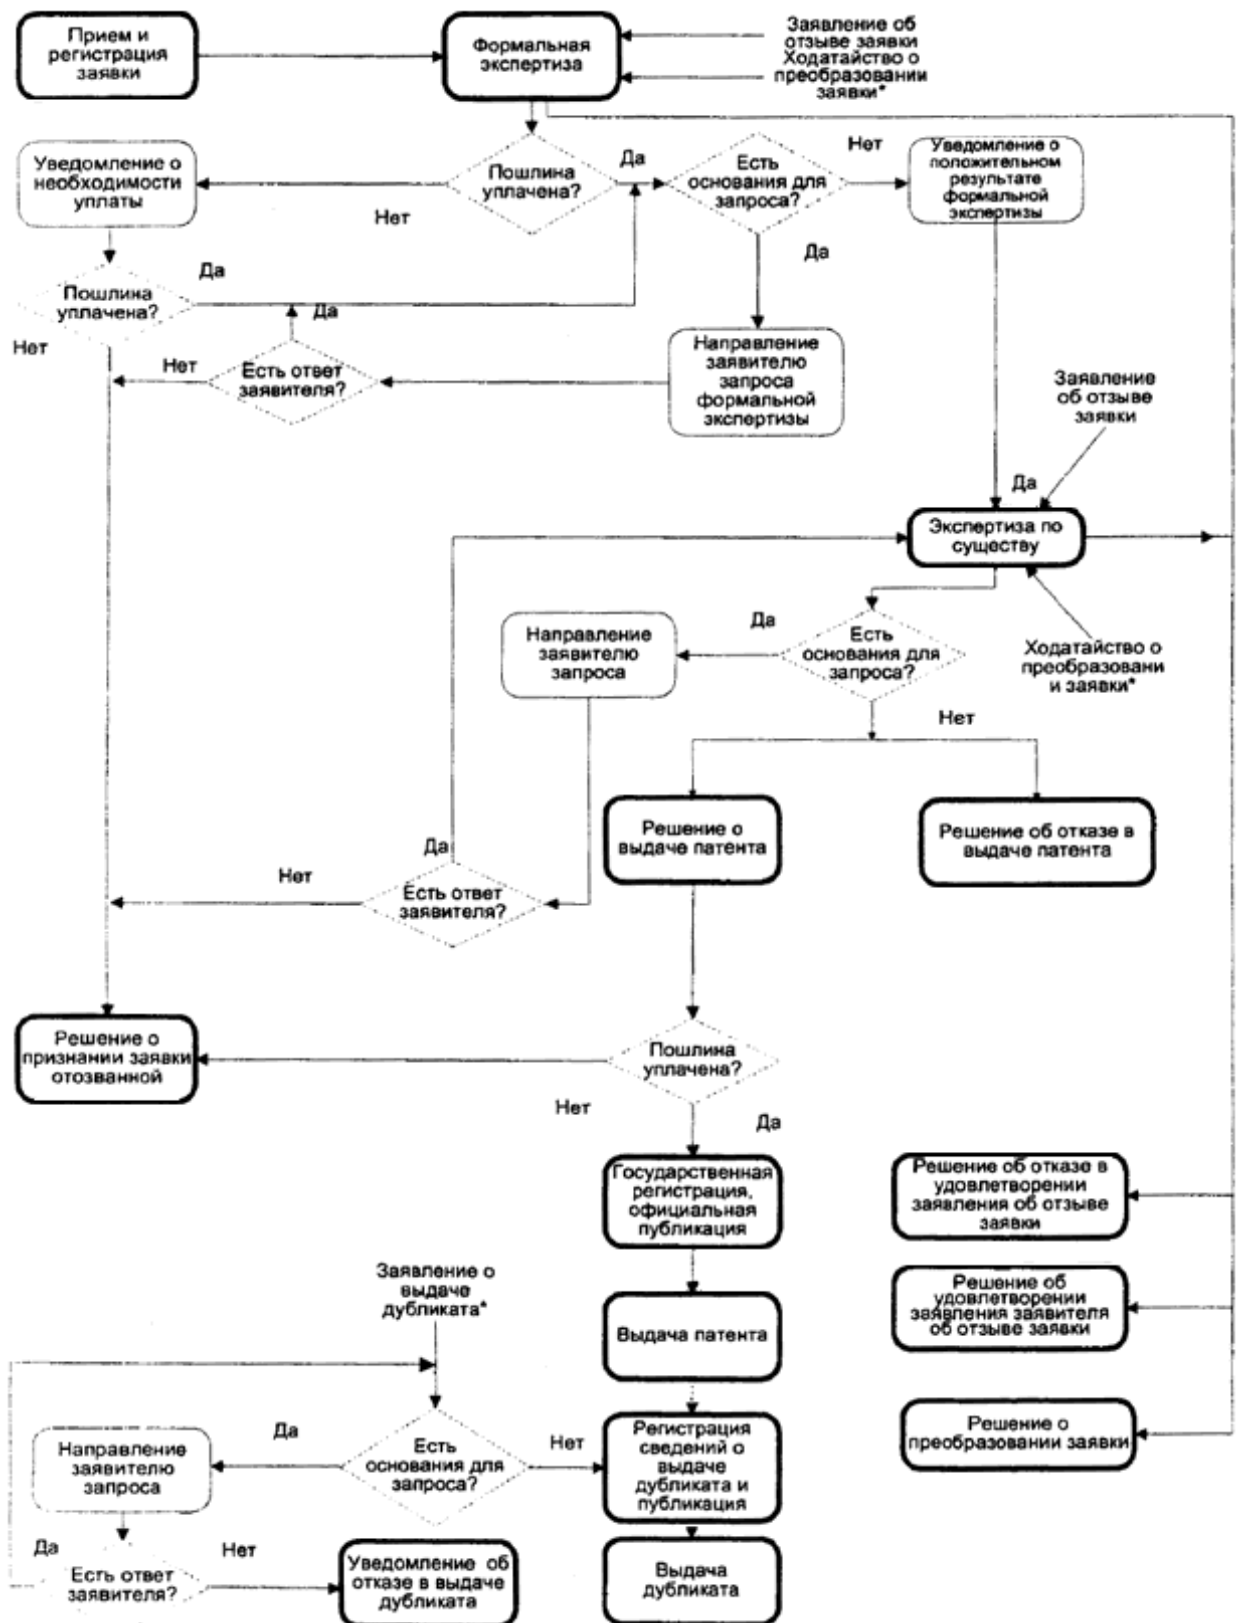 Прием и
регистрация
заявки
Формальная
экспертиза
Заявление об
отзыве заявки
Ходатайство о
преобразовании
заявки*
Уведомление о
необходимости
уплаты
Пошлина
уплачена?
Да
Нет
Есть
основания для
запроса?
Нет
Да
Уведомление о
положительном
результате
формальной
экспертизы
Пошлина
уплачена?
Да
Нет
Да
Есть ответ
заявителя?
Нет
Направление
заявителю
запроса
формальной
экспертизы
Заявление
об отзыве
заявки
Да
Экспертиза по
существу
Направление
заявителю
запроса
Да
Есть
основания для
запроса?
Нет
Ходатайство о
преобразовани
и заявки*
Решение о
выдаче патента
Решение об отказе в
выдаче патента
Да
Нет
Есть ответ
заявителя?
Решение о
признании заявки
отозванной
Пошлина
уплачена?
Нет
Да
Государственная
регистрация,
официальная
публикация
Решение об отказе в
удовлетворении
заявления об отзыве
заявки
Заявление о
выдаче
дубликата*
Выдача патента
Решение об
удовлетворении
заявления заявителя
об отзыве заявки
Направление
заявителю
запроса
Да
Есть
основания для
запроса?
Нет
Регистрация
сведений о
выдаче
дубликата и
публикация
Решение о
преобразовании заявки
Да
Есть ответ
заявителя?
Нет
Уведомление об
отказе в выдаче
дубликата
Выдача
дубликата